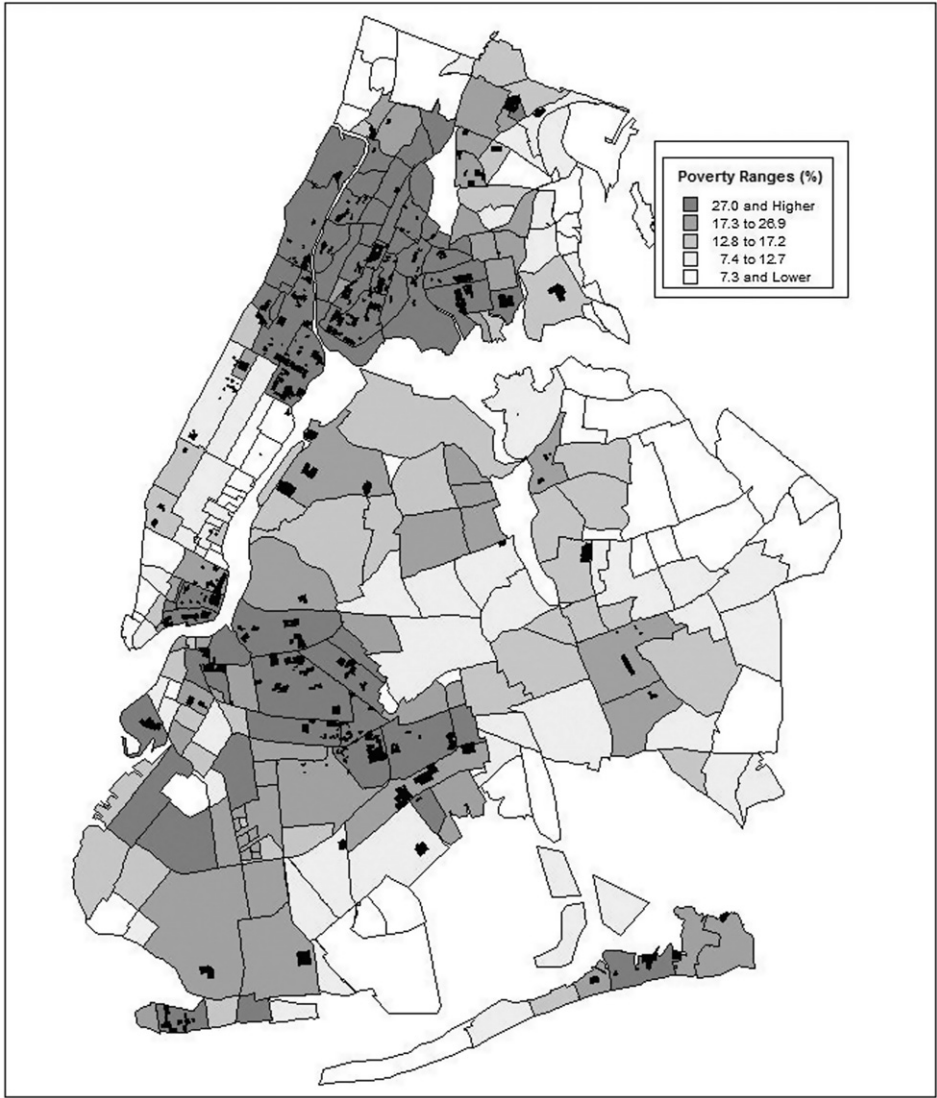 Poverty Ranges (%)
27.0 and Higher
17.3 to 26.9
12.8 to 17.2
7.4 to 12.7
7.3 and Lower